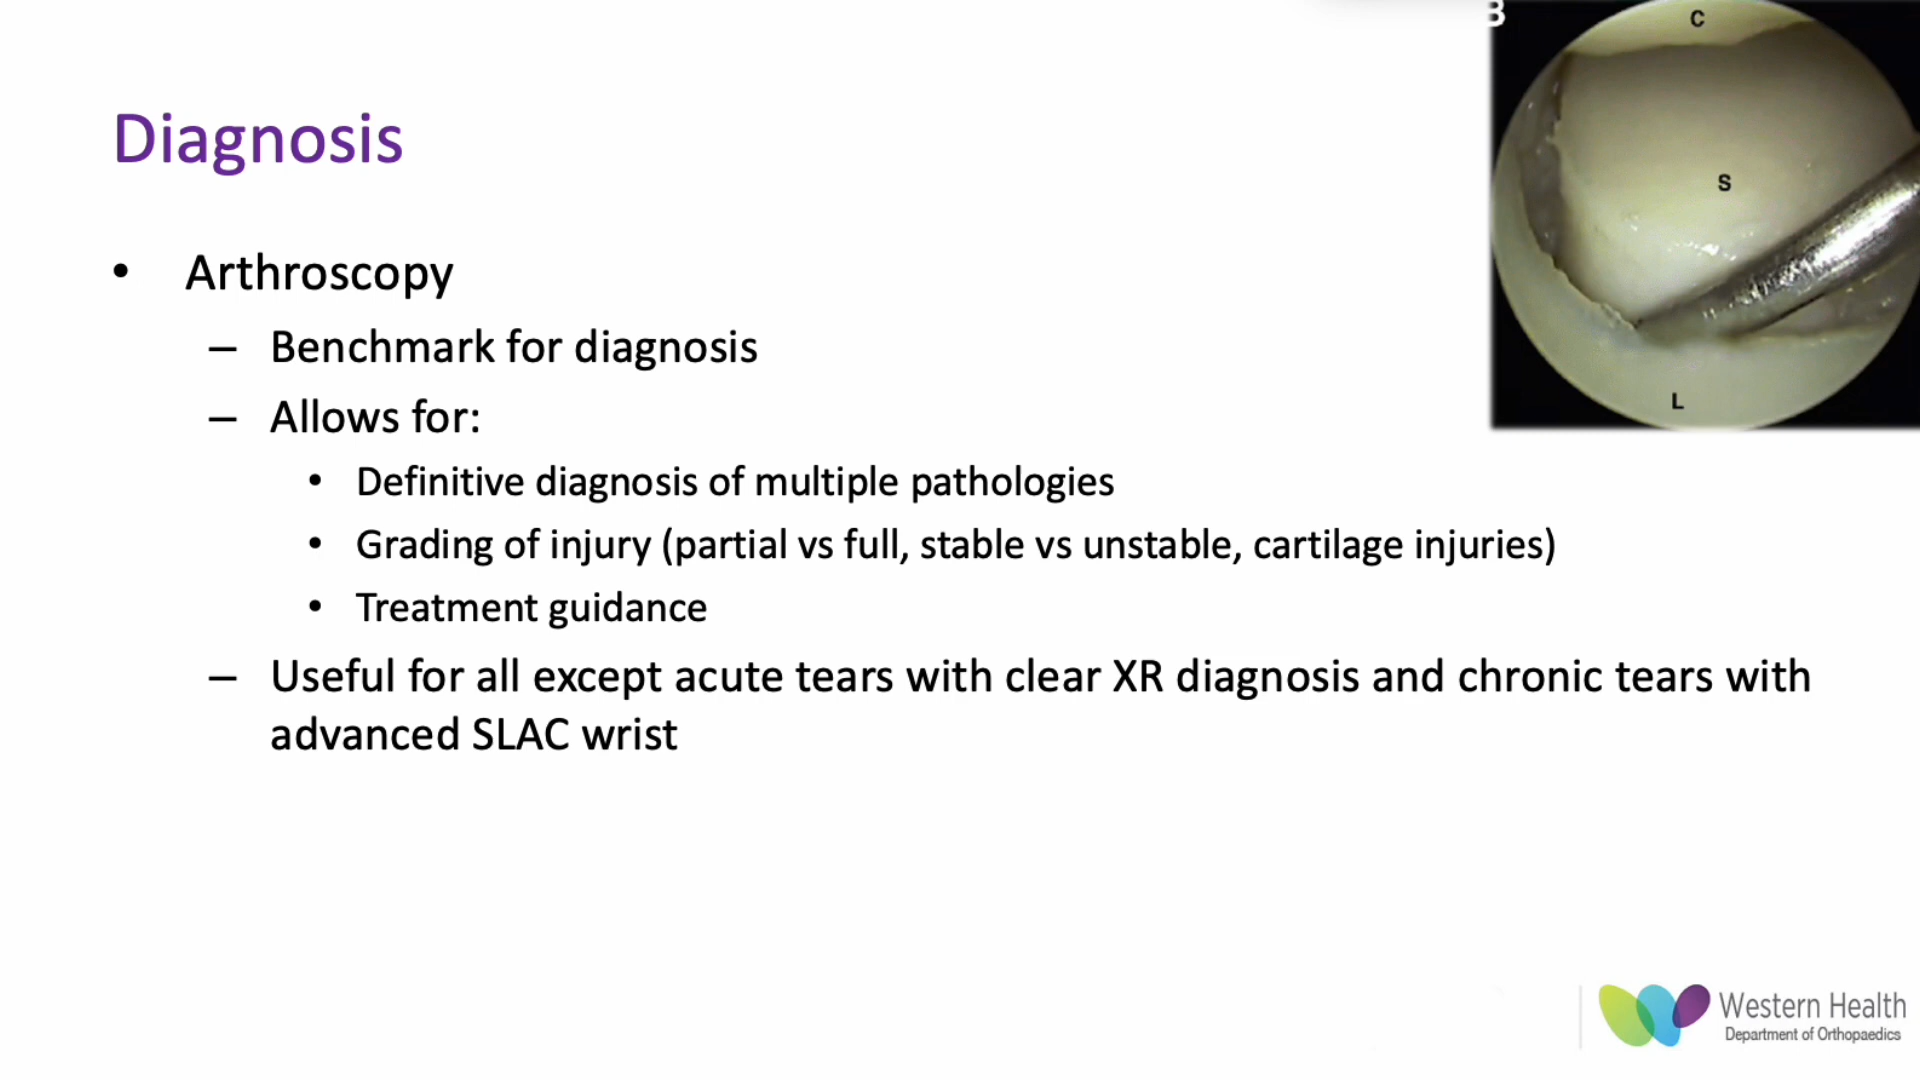 B
C
S
L
Diagnosis
• Arthroscopy
– Benchmark for diagnosis
– Allows for:
• Definitive diagnosis of multiple pathologies
• Grading of injury (partial vs full, stable vs unstable, cartilage injuries)
• Treatment guidance
– Useful for all except acute tears with clear XR diagnosis and chronic tears with
advanced SLAC wrist
Western Health
Department of Orthopaedics